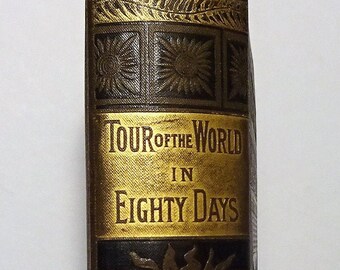 TOUR OF THE WORLD
IN
EIGHTY DAYS